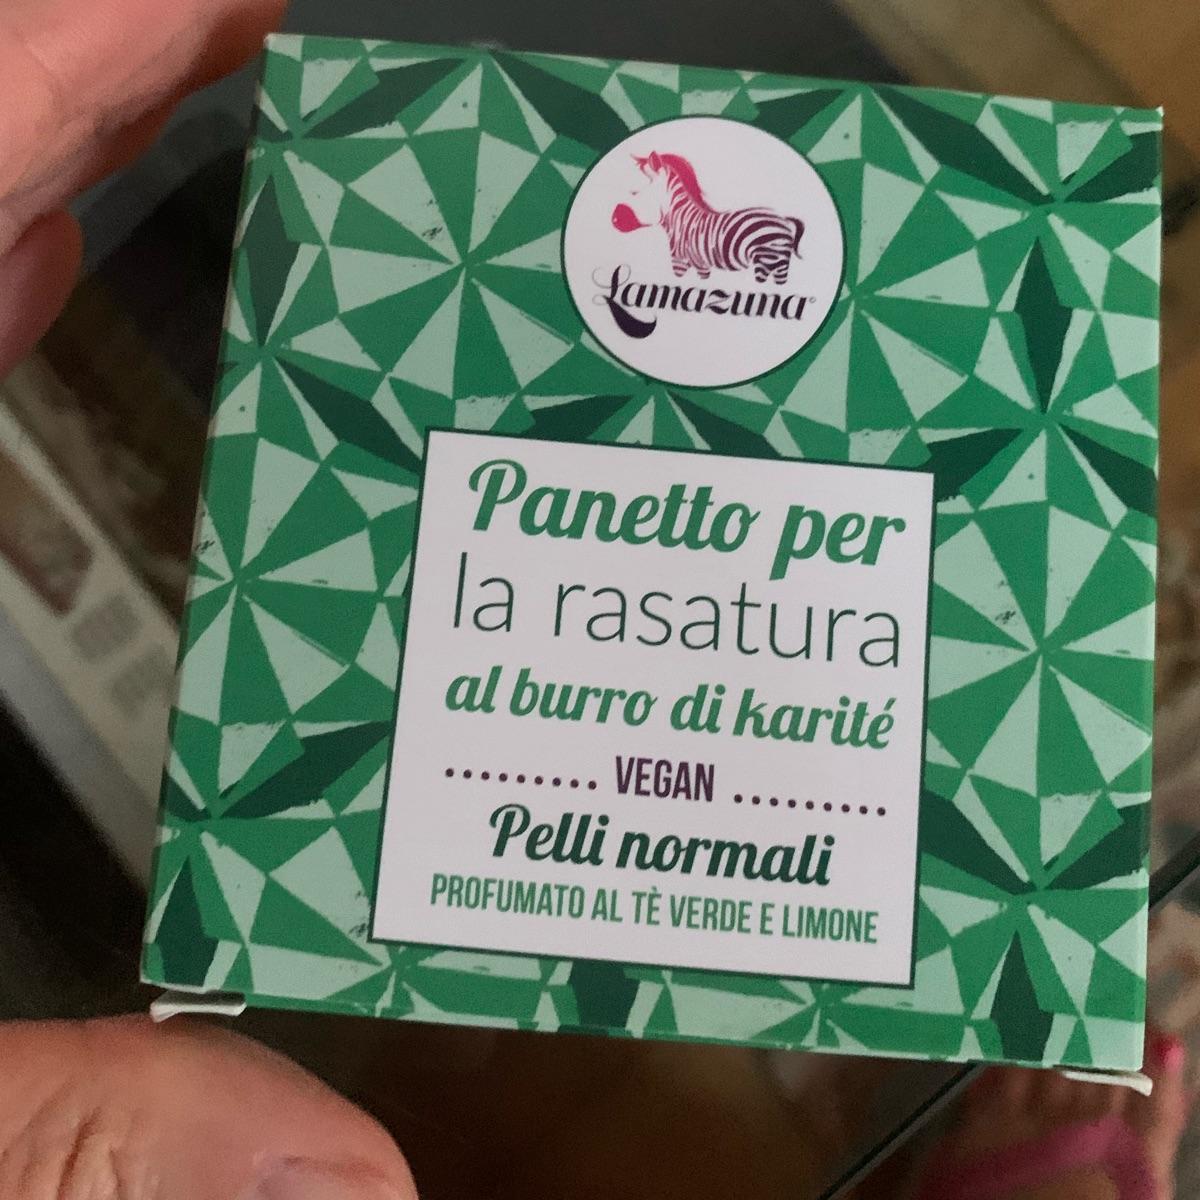 Lamazuna®
Panetto per
la rasatura
al burro di karité
......... VEGAN .........
Pelli normali
PROFUMATO AL TÈ VERDE E LIMONE